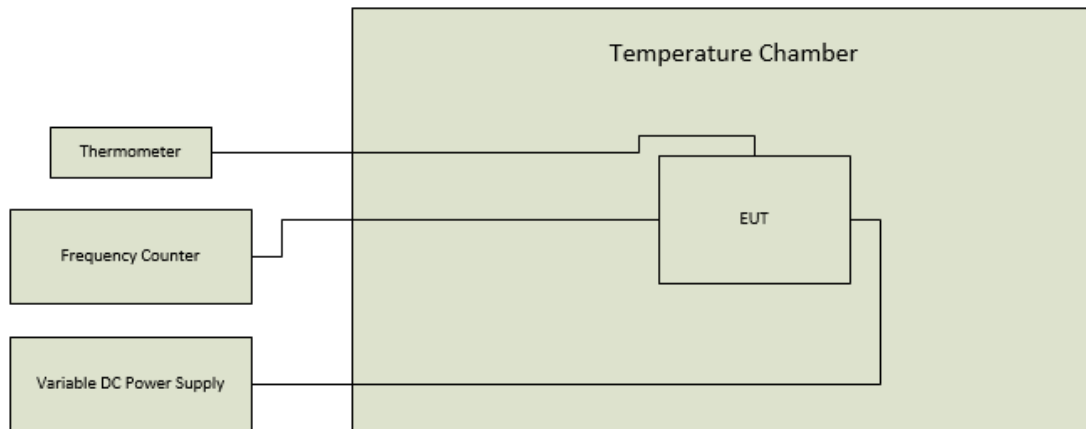 Temperature Chamber
Thermometer
EUT
Frequency Counter
Variable DC Power Supply